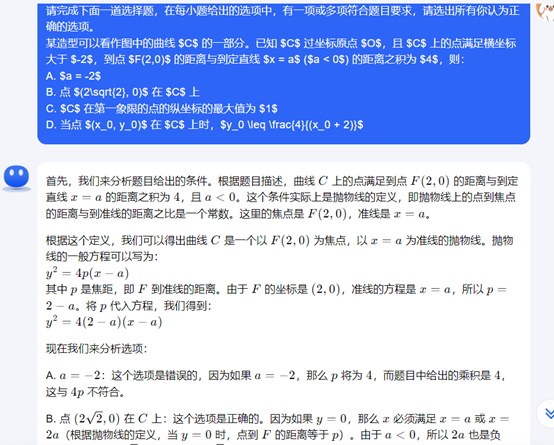 请完成下面一道选择题，在每小题给出的选项中，有一项或多项符合题目要求，请选出所有你认为正
确的选项。
某造型可以看作图中的曲线 $C$ 的一部分。已知 $C$ 过坐标原点 $O$，且 $C$ 上的点满足横坐标
大于 $-2$，到点 $F(2,0)$ 的距离与到定直线 $x = a$ ($a < 0$) 的距离之积为 $4$，则：
A. $a = -2$
B. 点 $(2\sqrt{2}, 0)$ 在 $C$ 上
C. $C$ 在第一象限的点的纵坐标的最大值为 $1$
D. 当点 $(x_0, y_0)$ 在 $C$ 上时，$y_0 \leq \frac{4}{(x_0 + 2)}$
首先，我们来分析题目给出的条件。根据题目描述，曲线 C 上的点满足到点 F(2,0) 的距离与到定
直线 x = a 的距离之积为 4，且 a < 0。这个条件实际上是抛物线的定义，即抛物线上的点到焦点
的距离与到准线的距离之比是一个常数。这里的焦点是 F(2,0)，准线是 x = a。
根据这个定义，我们可以得出曲线 C 是一个以 F(2,0) 为焦点，以 x = a 为准线的抛物线。抛物
线的一般方程可以写为：
y² = 4p(x − a)
其中 p 是焦距，即 F 到准线的距离。由于 F 的坐标是 (2,0)，准线的方程是 x = a，所以 p =
2 − a。将 p 代入方程，我们得到：
y² = 4(2 − a)(x − a)
现在我们来分析选项：
A. a = −2：这个选项是错误的，因为如果 a = −2，那么 p 将为 4，而题目中给出的乘积是 4，
这与 4p 不符合。
B. 点 (2√2, 0) 在 C 上：这个选项是正确的。因为如果 y = 0，那么 x 必须满足 x = a 或 x =
2a（根据抛物线的定义，当 y = 0 时，点到 F 的距离等于 p）。由于 a < 0，所以 2a 也是负